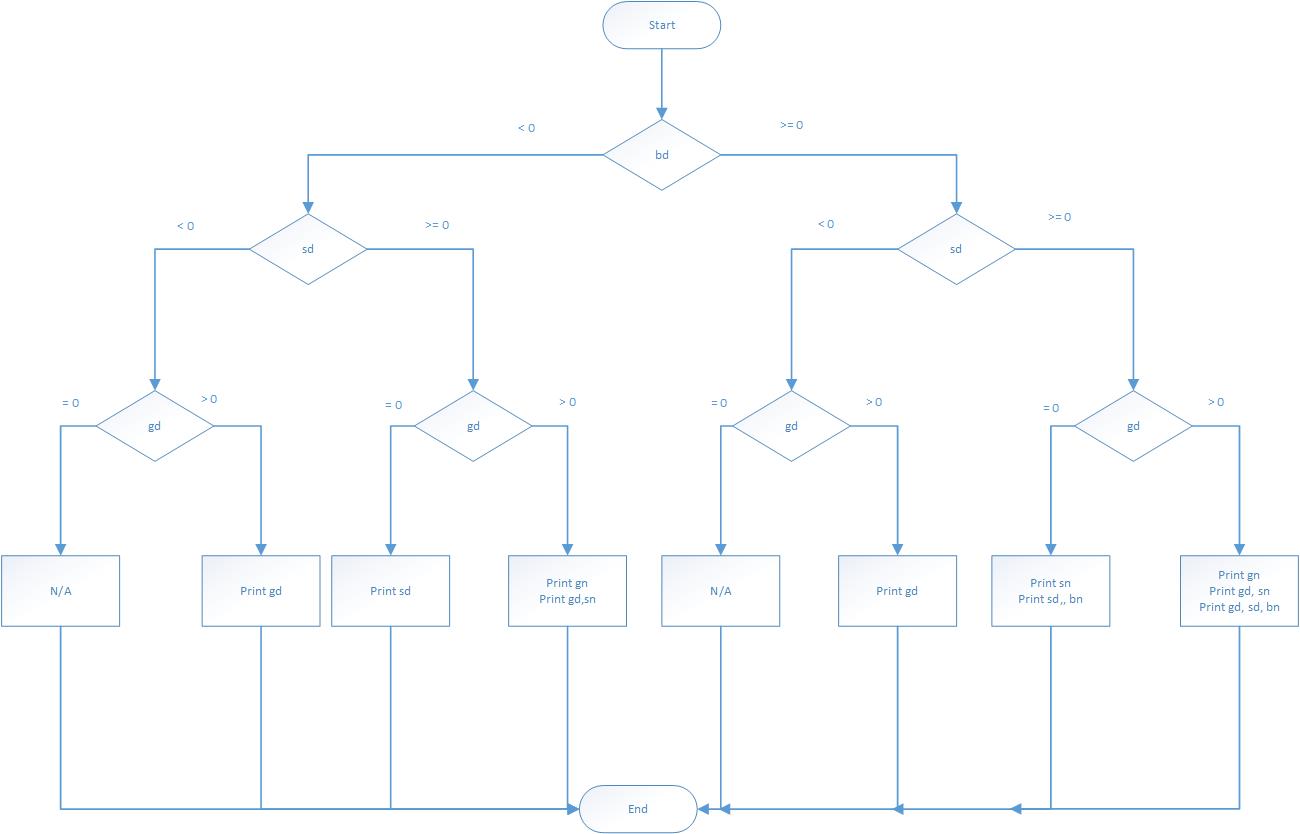 Start
< 0
>= 0
bd
< 0
>= 0
< 0
>= 0
sd
sd
= 0
> 0
= 0
> 0
= 0
> 0
= 0
> 0
gd
gd
gd
gd
N/A
Print gd
Print sd
Print gn
Print gd,sn
N/A
Print gd
Print sn
Print sd,, bn
Print gn
Print gd, sn
Print gd, sd, bn
End